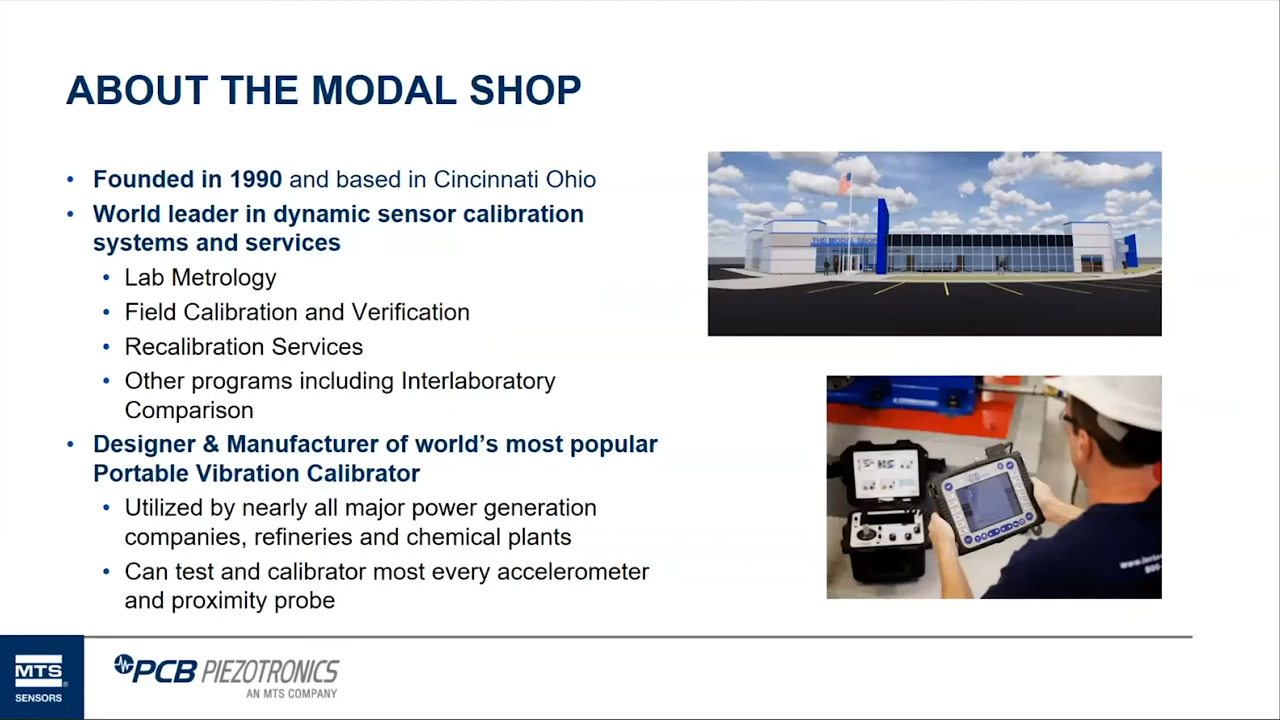 ABOUT THE MODAL SHOP
• Founded in 1990 and based in Cincinnati Ohio
• World leader in dynamic sensor calibration
systems and services
• Lab Metrology
• Field Calibration and Verification
• Recalibration Services
• Other programs including Interlaboratory
Comparison
• Designer & Manufacturer of world’s most popular
Portable Vibration Calibrator
• Utilized by nearly all major power generation
companies, refineries and chemical plants
• Can test and calibrator most every accelerometer
and proximity probe
THE MODAL SHOP
MTS
SENSORS
PCB PIEZOTRONICS
AN MTS COMPANY